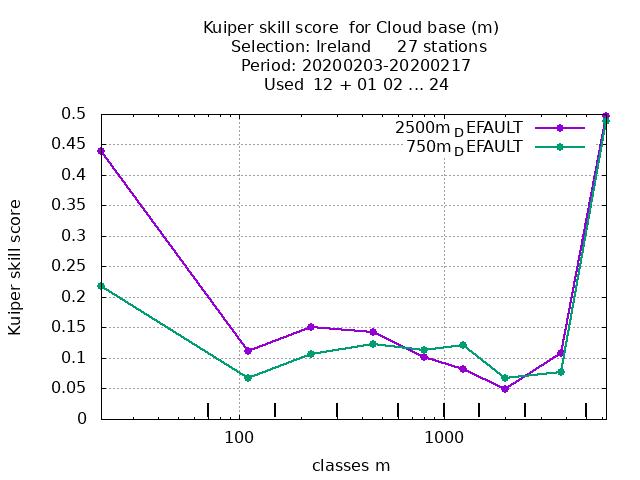 Kuiper skill score  for Cloud base (m)
Selection: Ireland     27 stations
Period: 20200203-20200217
Used  12 + 01 02 ... 24
2500m_DEFAULT
750m_DEFAULT
0.5
0.45
0.4
0.35
0.3
0.25
0.2
0.15
0.1
0.05
0
Kuiper skill score
100
1000
classes m